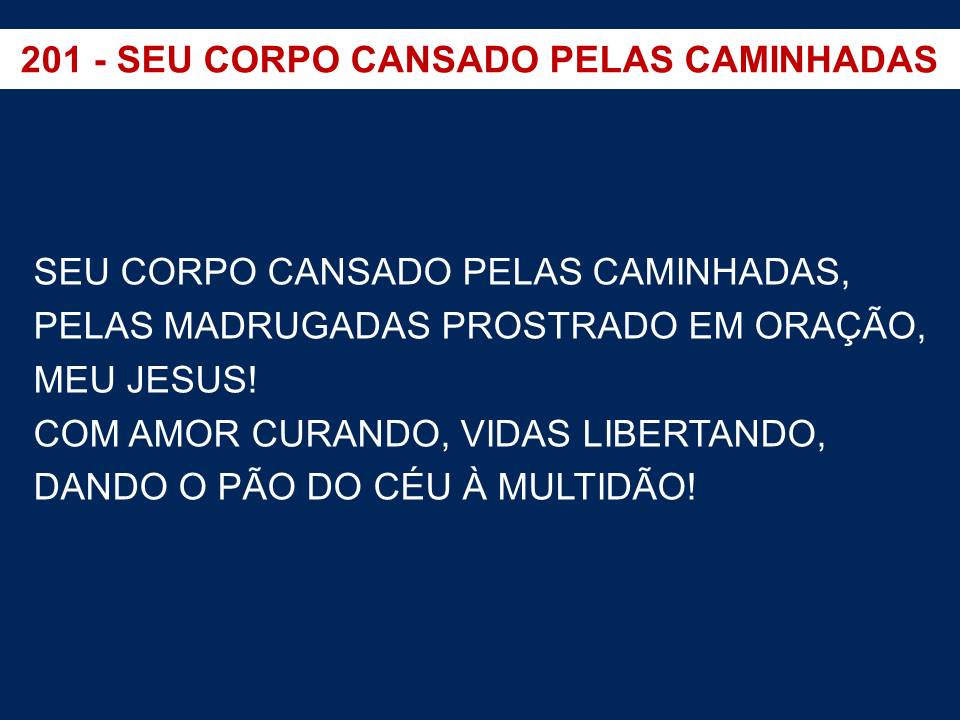 201 - SEU CORPO CANSADO PELAS CAMINHADAS
SEU CORPO CANSADO PELAS CAMINHADAS,
PELAS MADRUGADAS PROSTRADO EM ORAÇÃO,
MEU JESUS!
COM AMOR CURANDO, VIDAS LIBERTANDO,
DANDO O PÃO DO CÉU À MULTIDÃO!